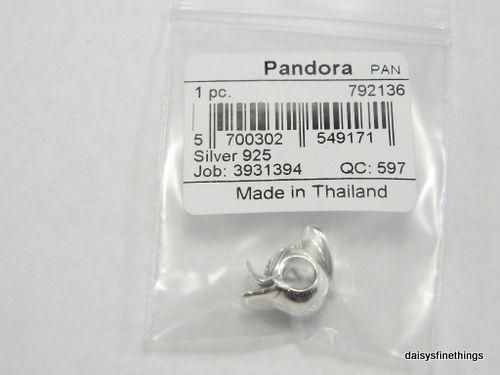 Pandora PAN
1 pc. 792136
5 700302 549171
Silver 925
Job: 3931394 QC: 597
Made in Thailand
daisysfinethings